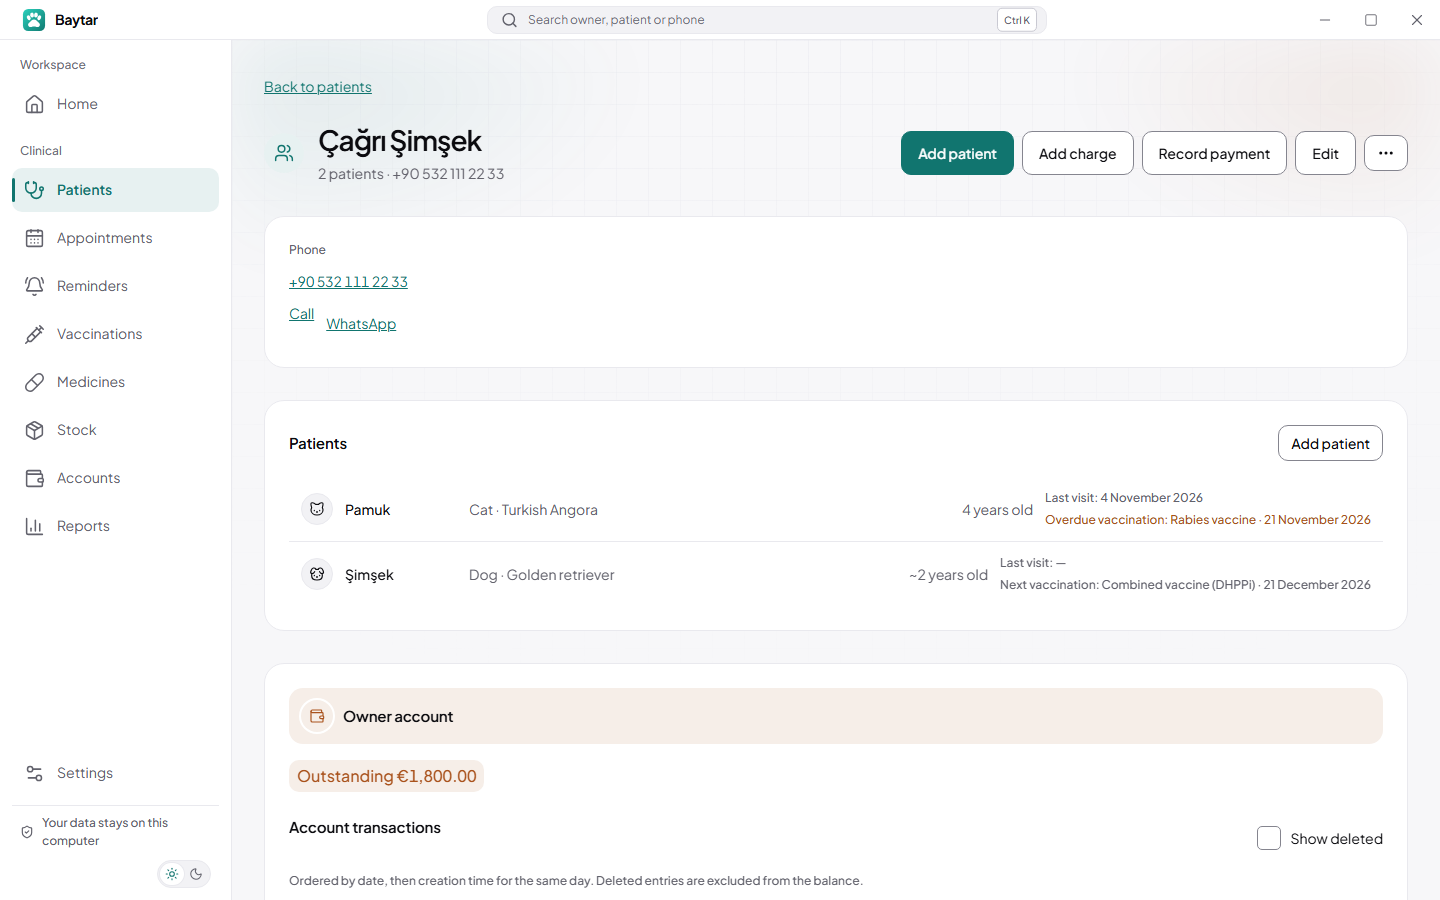 Baytar
Search owner, patient or phone
Ctrl K
Workspace
Home
Clinical
Patients
Appointments
Reminders
Vaccinations
Medicines
Stock
Accounts
Reports
Settings
Your data stays on this
computer
Back to patients
Çağrı Şimşek
2 patients · +90 532 111 22 33
Add patient
Add charge
Record payment
Edit
Phone
+90 532 111 22 33
Call
WhatsApp
Patients
Add patient
Pamuk
Cat · Turkish Angora
4 years old
Last visit: 4 November 2026
Overdue vaccination: Rabies vaccine · 21 November 2026
Şimşek
Dog · Golden retriever
~2 years old
Last visit: —
Next vaccination: Combined vaccine (DHPPi) · 21 December 2026
Owner account
Outstanding €1,800.00
Account transactions
Show deleted
Ordered by date, then creation time for the same day. Deleted entries are excluded from the balance.